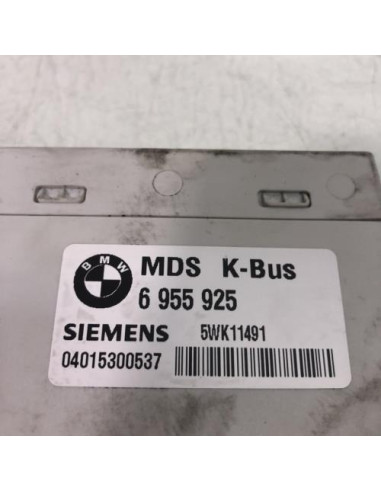 BMW
MDS K-Bus
6 955 925
SIEMENS 5WK11491
04015300537